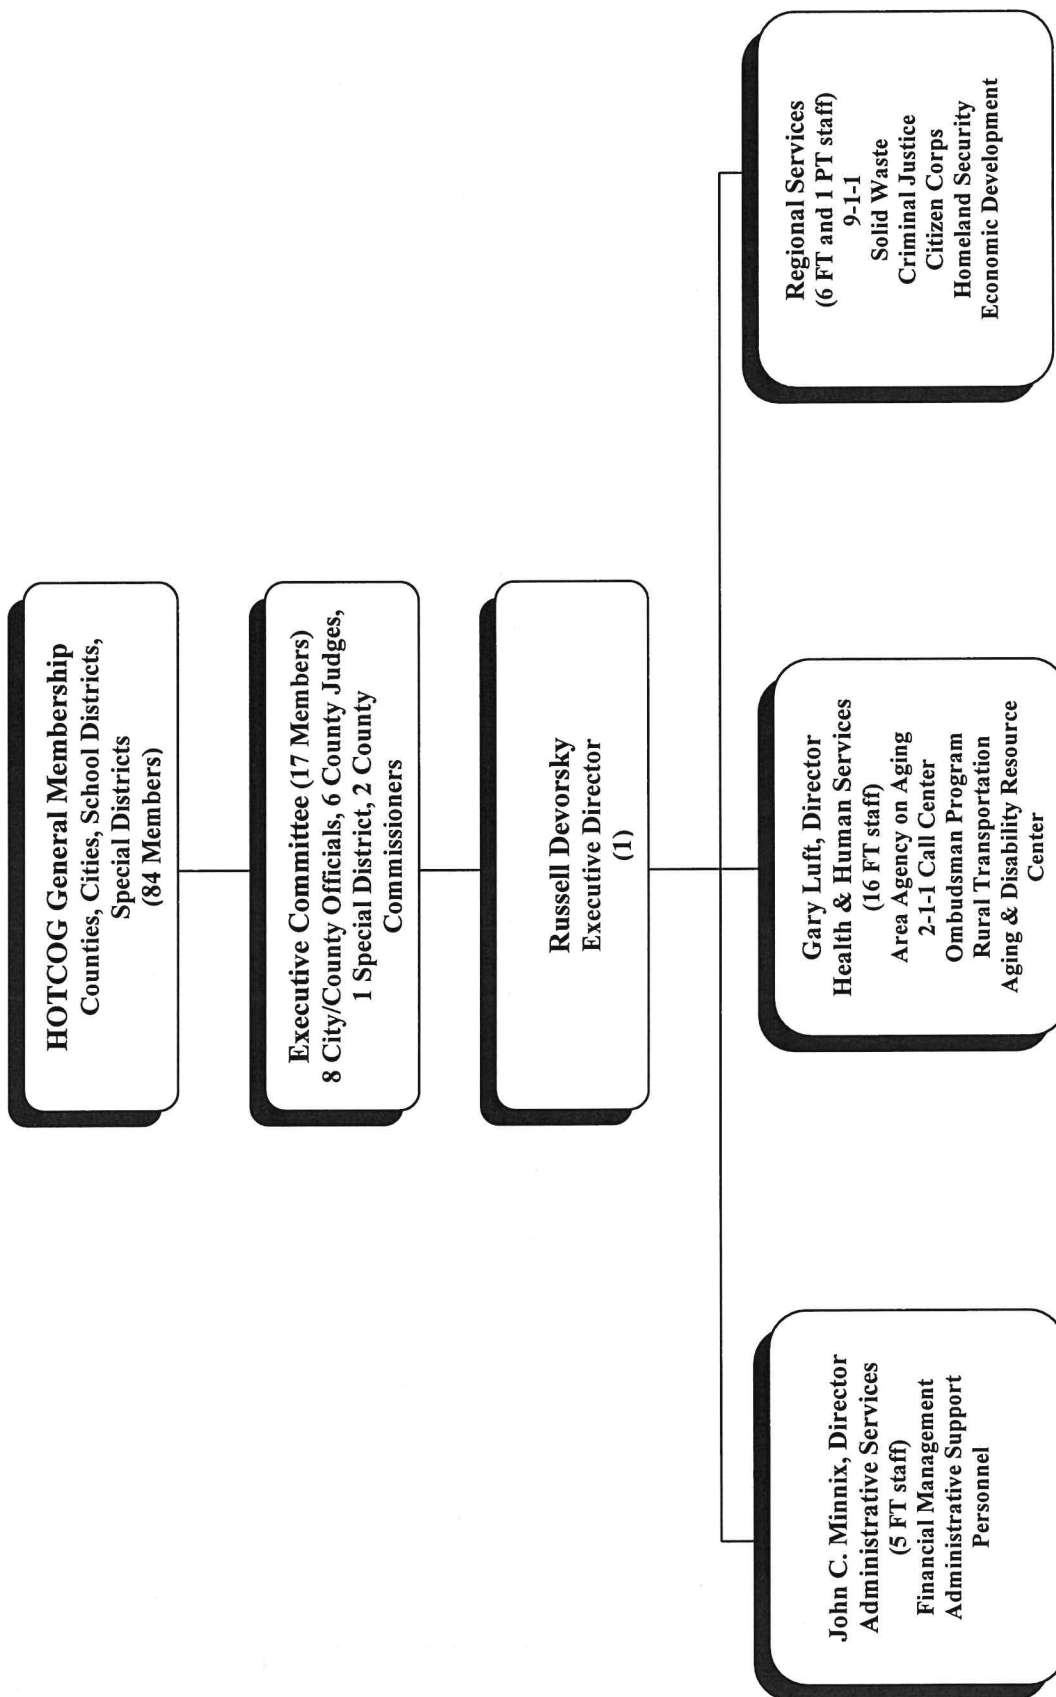 HOTCOG General Membership
Counties, Cities, School Districts,
Special Districts
(84 Members)
Executive Committee (17 Members)
8 City/County Officials, 6 County Judges,
1 Special District, 2 County
Commissioners
Russell Devorsky
Executive Director
(1)
John C. Minnix, Director
Administrative Services
(5 FT staff)
Financial Management
Administrative Support
Personnel
Gary Luft, Director
Health & Human Services
(16 FT staff)
Area Agency on Aging
2-1-1 Call Center
Ombudsman Program
Rural Transportation
Aging & Disability Resource
Center
Regional Services
(6 FT and 1 PT staff)
9-1-1
Solid Waste
Criminal Justice
Citizen Corps
Homeland Security
Economic Development